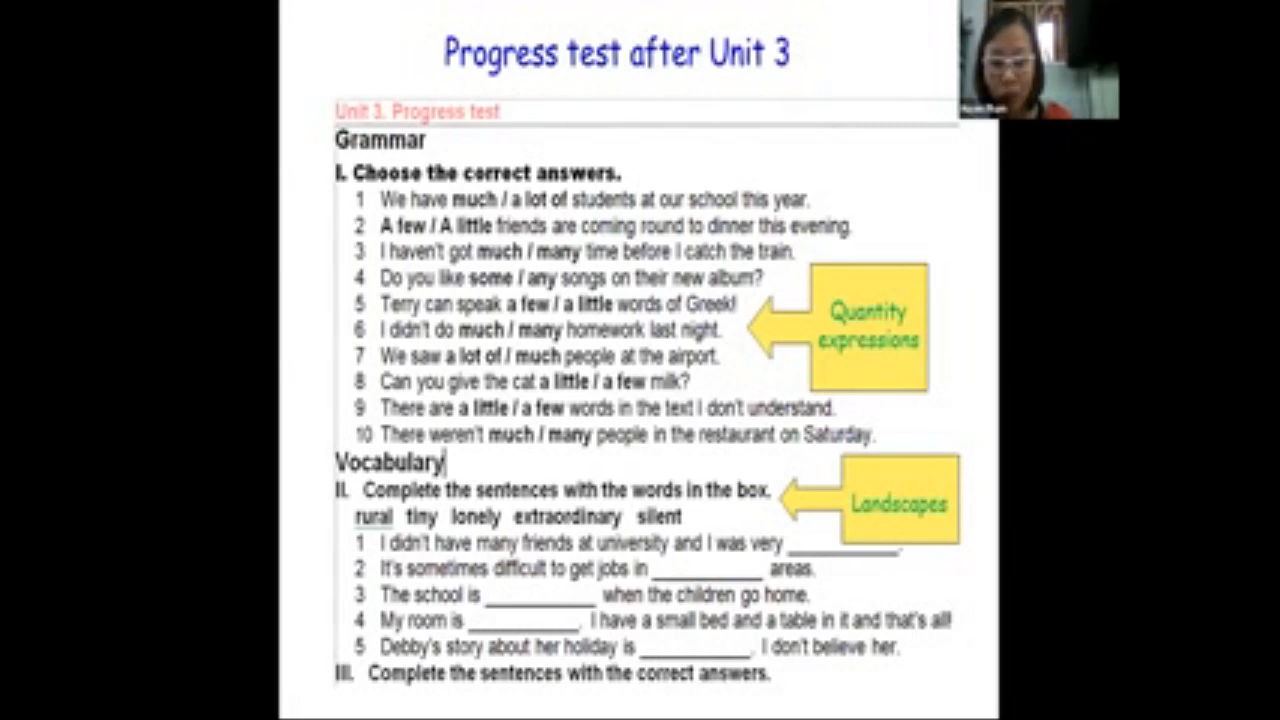 Progress test after Unit 3
Unit 3. Progress test
Grammar
I. Choose the correct answers.
1 We have much / a lot of students at our school this year.
2 A few / A little friends are coming round to dinner this evening.
3 I haven't got much / many time before I catch the train.
4 Do you like some / any songs on their new album?
5 Terry can speak a few / a little words of Greek!
6 I didn't do much / many homework last night.
7 We saw a lot of / much people at the airport.
8 Can you give the cat a little / a few milk?
9 There are a little / a few words in the text I don't understand.
10 There weren't much / many people in the restaurant on Saturday.
Quantity
expressions
Vocabulary
II. Complete the sentences with the words in the box.
Landscapes
rural tiny lonely extraordinary silent
1 I didn't have many friends at university and I was very __________.
2 It's sometimes difficult to get jobs in __________ areas.
3 The school is __________ when the children go home.
4 My room is __________. I have a small bed and a table in it and that's all!
5 Debby's story about her holiday is __________. I don't believe her.
III. Complete the sentences with the correct answers.